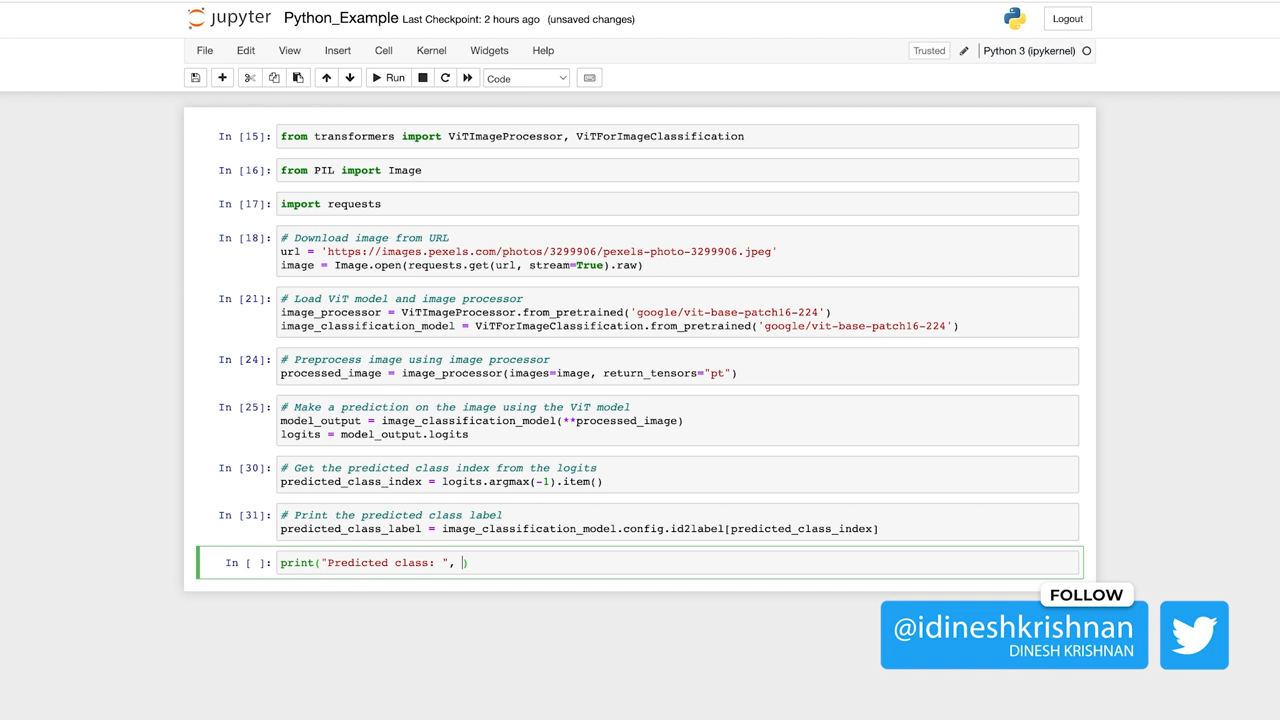 jupyter Python_Example Last Checkpoint: 2 hours ago (unsaved changes) Logout
File Edit View Insert Cell Kernel Widgets Help Trusted Python 3 (ipykernel)
Run Code
In [15]: from transformers import ViTImageProcessor, ViTForImageClassification
In [16]: from PIL import Image
In [17]: import requests
In [18]: # Download image from URL
url = 'https://images.pexels.com/photos/3299906/pexels-photo-3299906.jpeg'
image = Image.open(requests.get(url, stream=True).raw)
In [21]: # Load ViT model and image processor
image_processor = ViTImageProcessor.from_pretrained('google/vit-base-patch16-224')
image_classification_model = ViTForImageClassification.from_pretrained('google/vit-base-patch16-224')
In [24]: # Preprocess image using image processor
processed_image = image_processor(images=image, return_tensors="pt")
In [25]: # Make a prediction on the image using the ViT model
model_output = image_classification_model(**processed_image)
logits = model_output.logits
In [30]: # Get the predicted class index from the logits
predicted_class_index = logits.argmax(-1).item()
In [31]: # Print the predicted class label
predicted_class_label = image_classification_model.config.id2label[predicted_class_index]
In [ ]: print("Predicted class: ", )
FOLLOW
@idineshkrishnan
DINESH KRISHNAN